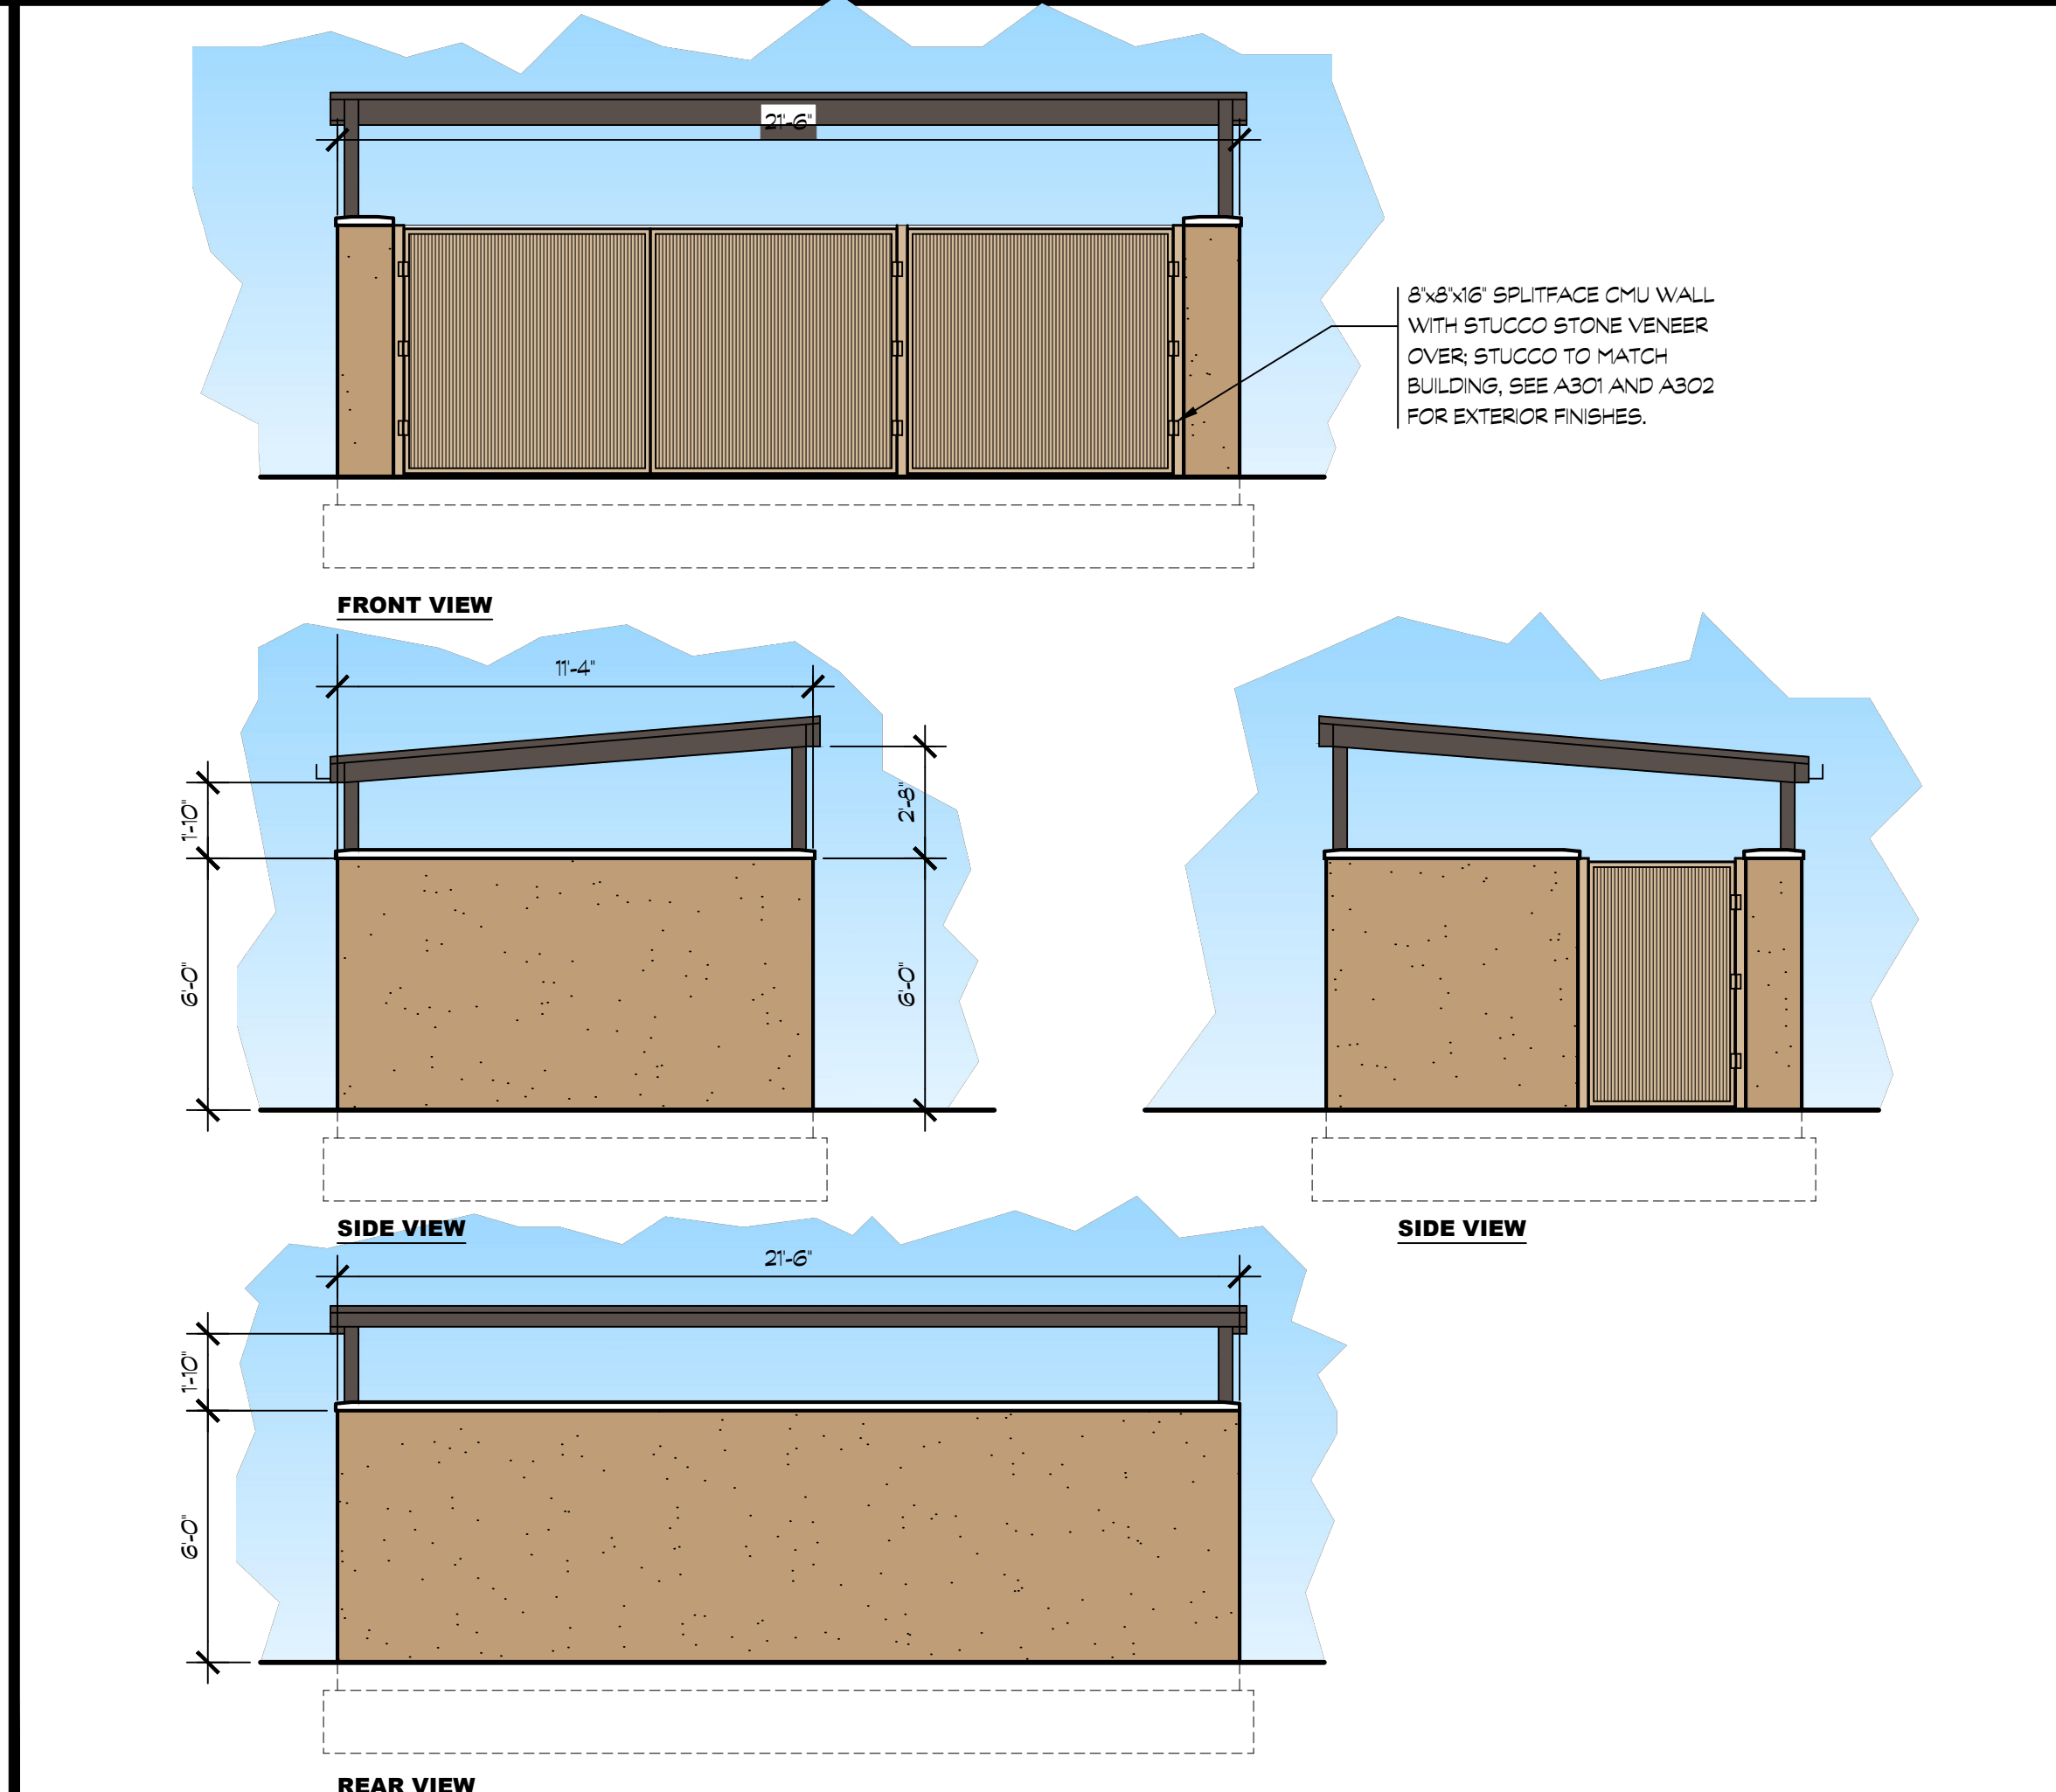 21'-6"
8"x8"x16" SPLITFACE CMU WALL
WITH STUCCO STONE VENEER
OVER; STUCCO TO MATCH
BUILDING, SEE A301 AND A302
FOR EXTERIOR FINISHES.
FRONT VIEW
11'-4"
1'-10"
2'-8"
6'-0"
6'-0"
SIDE VIEW
SIDE VIEW
21'-6"
1'-10"
6'-0"
REAR VIEW